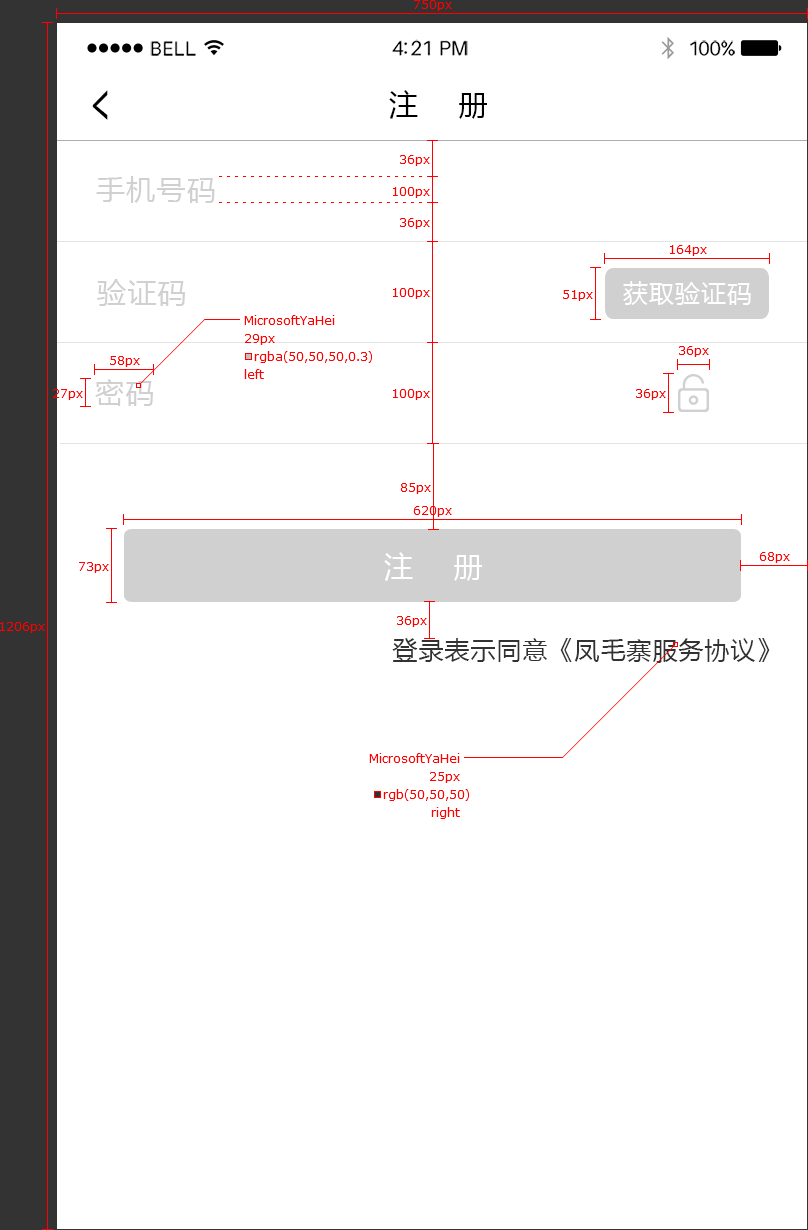 750px
●●●●● BELL 4:21 PM 100%
注 册
36px
手机号码
100px
36px
164px
验证码
100px
51px
获取验证码
MicrosoftYaHei
29px
rgba(50,50,50,0.3)
left
58px
36px
27px
密码
100px
36px
85px
620px
68px
73px
注 册
36px
1206px
登录表示同意《凤毛寨服务协议》
MicrosoftYaHei
25px
rgb(50,50,50)
right